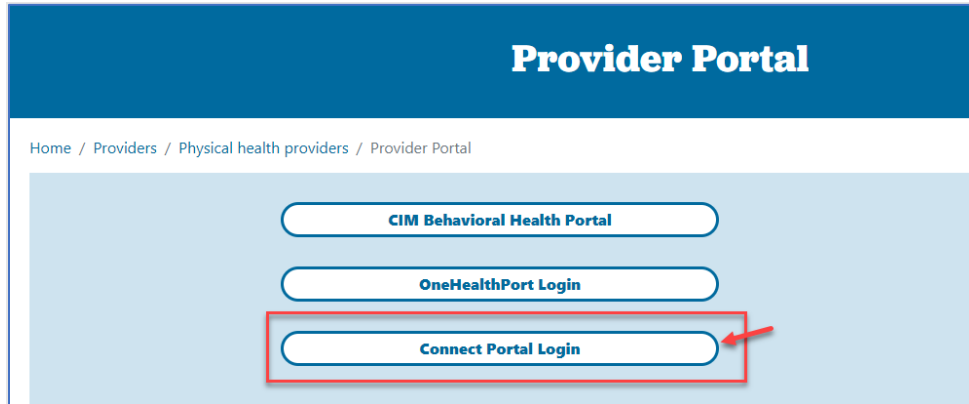 Provider Portal
Home / Providers / Physical health providers / Provider Portal
CIM Behavioral Health Portal
OneHealthPort Login
Connect Portal Login